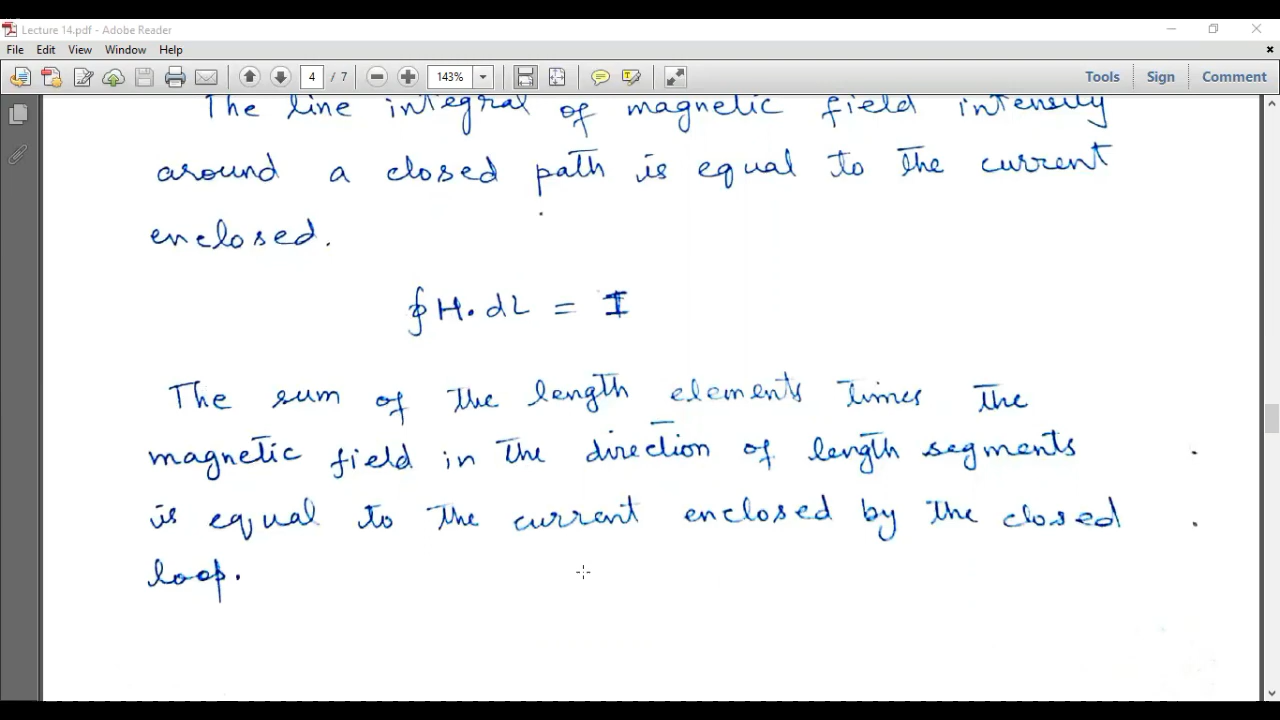 Lecture 14.pdf - Adobe Reader
File Edit View Window Help
4 / 7 143% Tools Sign Comment
The line integral of magnetic field intensity
around a closed path is equal to the current
enclosed.
∮H. dL = I
The sum of the length elements times the
magnetic field in the direction of length segments
is equal to the current enclosed by the closed
loop.